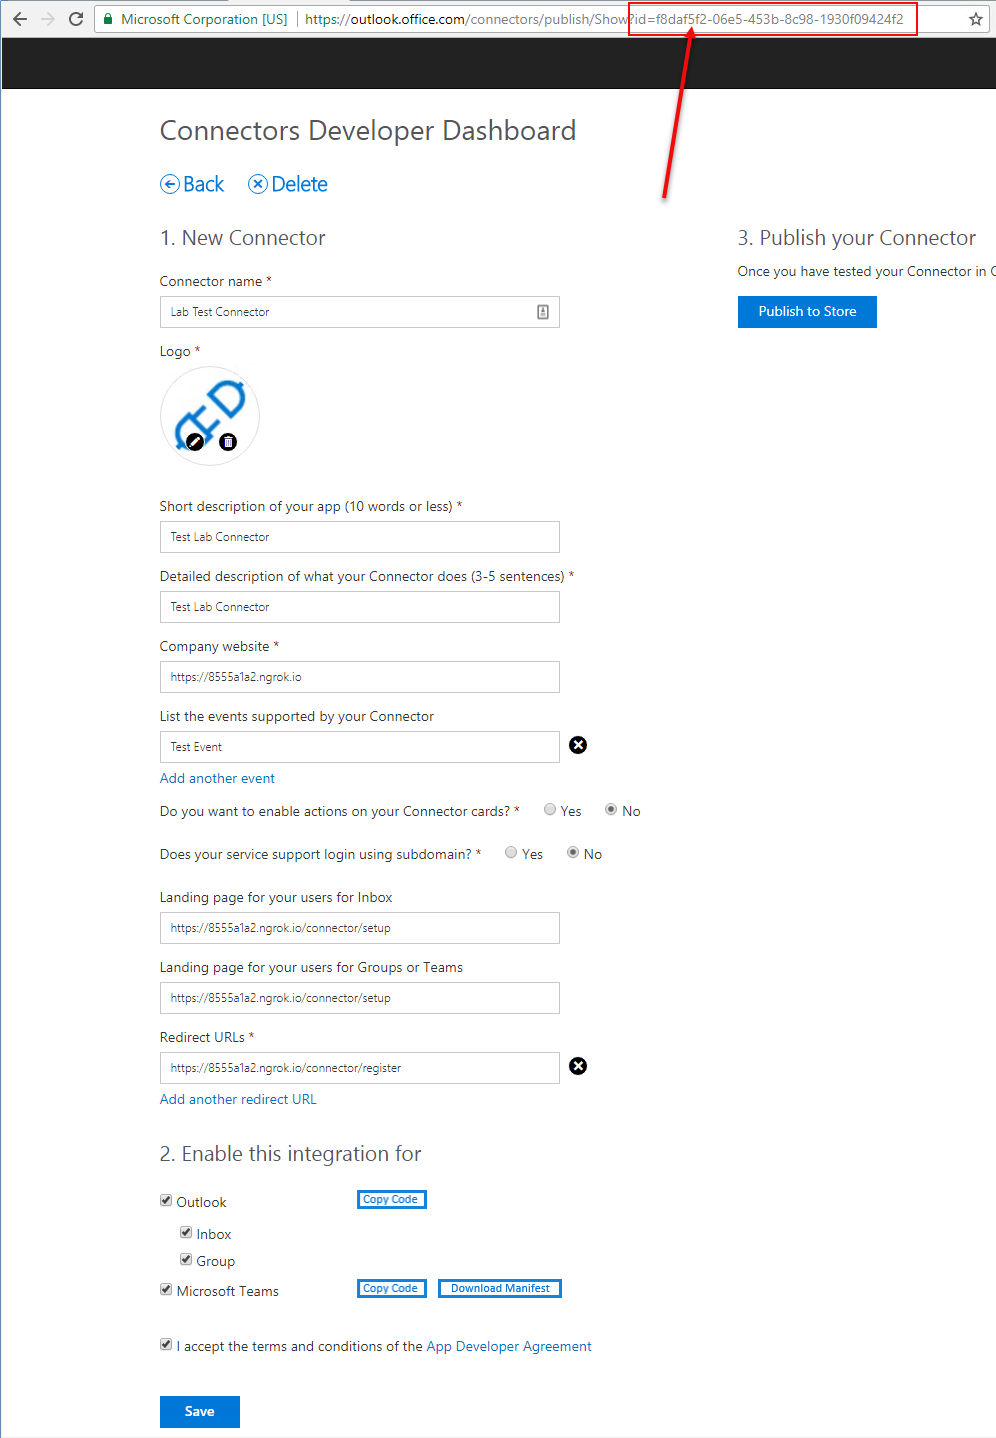 Microsoft Corporation [US] https://outlook.office.com/connectors/publish/Show?id=f8daf5f2-06e5-453b-8c98-1930f09424f2
Connectors Developer Dashboard
Back Delete
1. New Connector
Connector name *
Lab Test Connector
Logo *
Short description of your app (10 words or less) *
Test Lab Connector
Detailed description of what your Connector does (3-5 sentences) *
Test Lab Connector
Company website *
https://8555a1a2.ngrok.io
List the events supported by your Connector
Test Event
Add another event
Do you want to enable actions on your Connector cards? * Yes No
Does your service support login using subdomain? * Yes No
Landing page for your users for Inbox
https://8555a1a2.ngrok.io/connector/setup
Landing page for your users for Groups or Teams
https://8555a1a2.ngrok.io/connector/setup
Redirect URLs *
https://8555a1a2.ngrok.io/connector/register
Add another redirect URL
2. Enable this integration for
Outlook Copy Code
Inbox
Group
Microsoft Teams Copy Code Download Manifest
I accept the terms and conditions of the App Developer Agreement
Save
3. Publish your Connector
Once you have tested your Connector in
Publish to Store